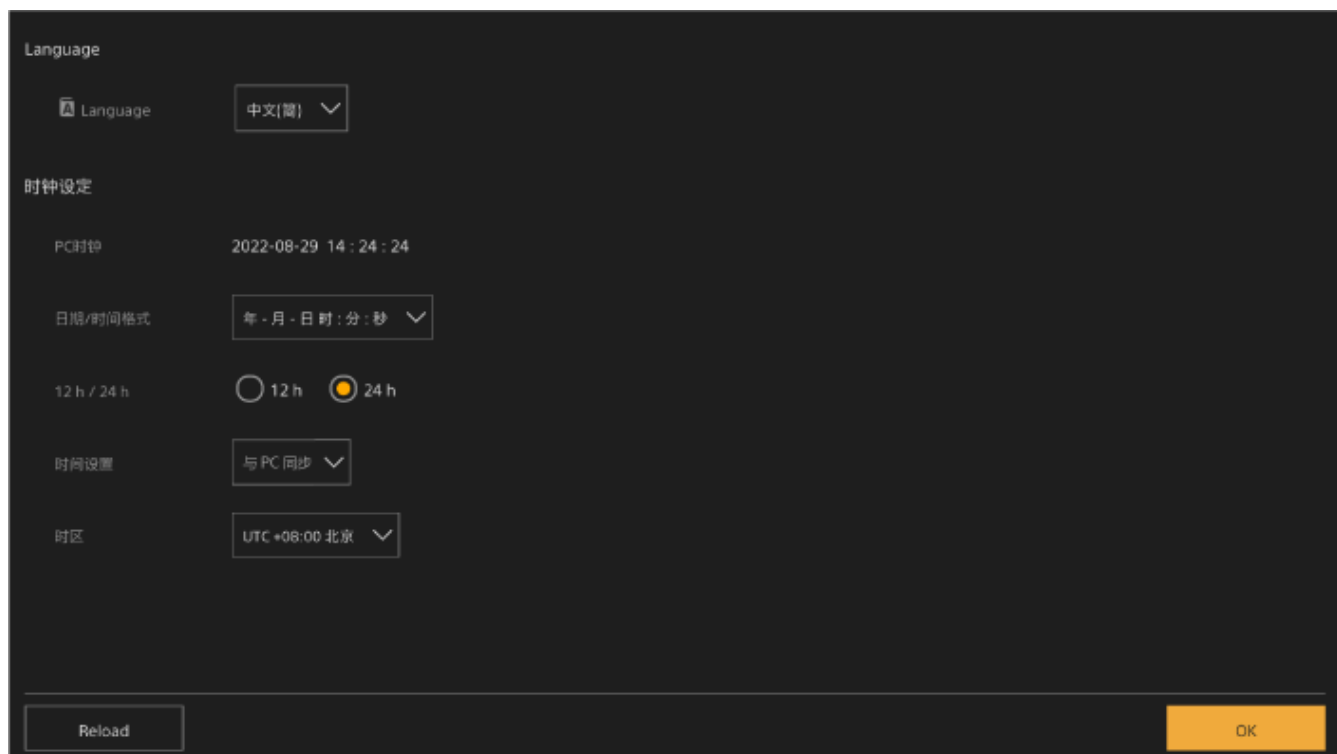 Language
Language 中文(简)
时钟设定
PC时钟 2022-08-29 14 : 24 : 24
日期/时间格式 年 - 月 - 日 时 : 分 : 秒
12 h / 24 h 12 h 24 h
时间设置 与 PC 同步
时区 UTC +08:00 北京
Reload OK